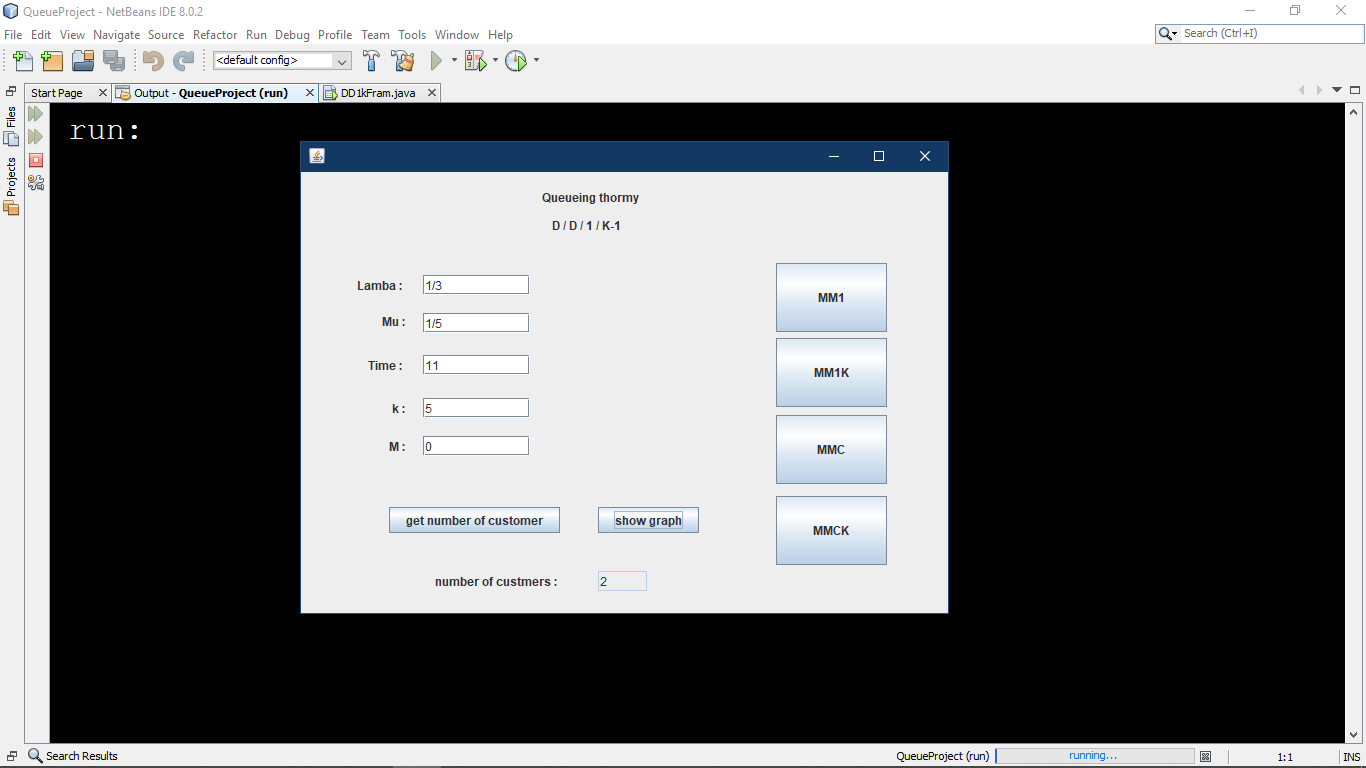 QueueProject - NetBeans IDE 8.0.2
File Edit View Navigate Source Refactor Run Debug Profile Team Tools Window Help
Search (Ctrl+I)
<default config>
Start Page
Output - QueueProject (run)
DD1kFram.java
Files
Projects
run:
Queueing thormy
D / D / 1 / K-1
Lamba : 1/3
Mu : 1/5
Time : 11
k : 5
M : 0
MM1
MM1K
MMC
MMCK
get number of customer
show graph
number of custmers : 2
Search Results
QueueProject (run)
running...
1:1
INS